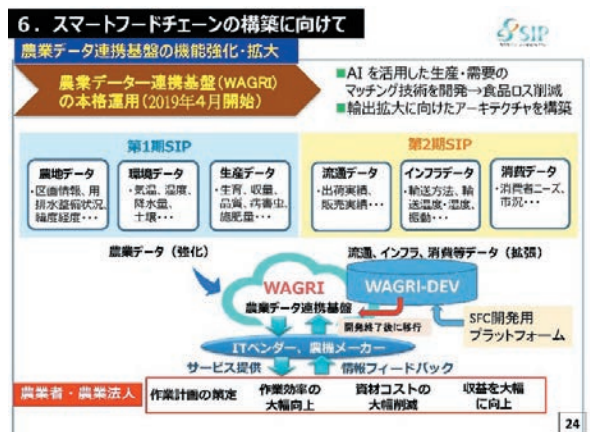 ６．スマートフードチェーンの構築に向けて
SIP
農業データ連携基盤の機能強化・拡大
農業データ連携基盤(WAGRI)
の本格運用(2019年４月開始)
■AI を活用した生産・需要の
マッチング技術を開発→食品ロス削減
■輸出拡大に向けたアーキテクチャを構築
第1期SIP
農地データ
・区画情報、用
排水整備状況、
緯度経度・・・
環境データ
・気温、湿度、
降水量、
土壌・・・
生産データ
・生育、収量、
品質、病害虫、
施肥量・・・
第２期SIP
流通データ
・出荷実績、
販売実績・・・
インフラデータ
・輸送方法、輸
送温度・湿度、
振動・・・
消費データ
・消費者ニーズ、
市況・・・
農業データ（強化）
流通、インフラ、消費等データ（拡張）
WAGRI
農業データ連携基盤
WAGRI-DEV
開発終了後に移行
SFC開発用
プラットフォーム
ITベンダー、農機メーカー
サービス提供
情報フィードバック
農業者・農業法人
作業計画の策定
作業効率の
大幅向上
資材コストの
大幅削減
収益を大幅
に向上
24